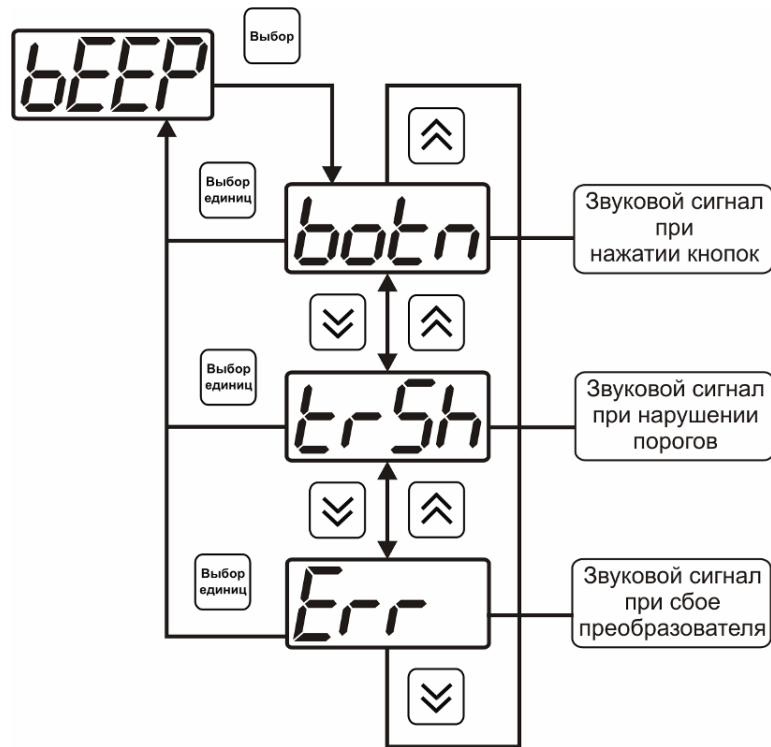 bEEP
Выбор
Выбор
единиц
botn
Звуковой сигнал
при
нажатии кнопок
Выбор
единиц
trSh
Звуковой сигнал
при нарушении
порогов
Выбор
единиц
Err
Звуковой сигнал
при сбое
преобразователя